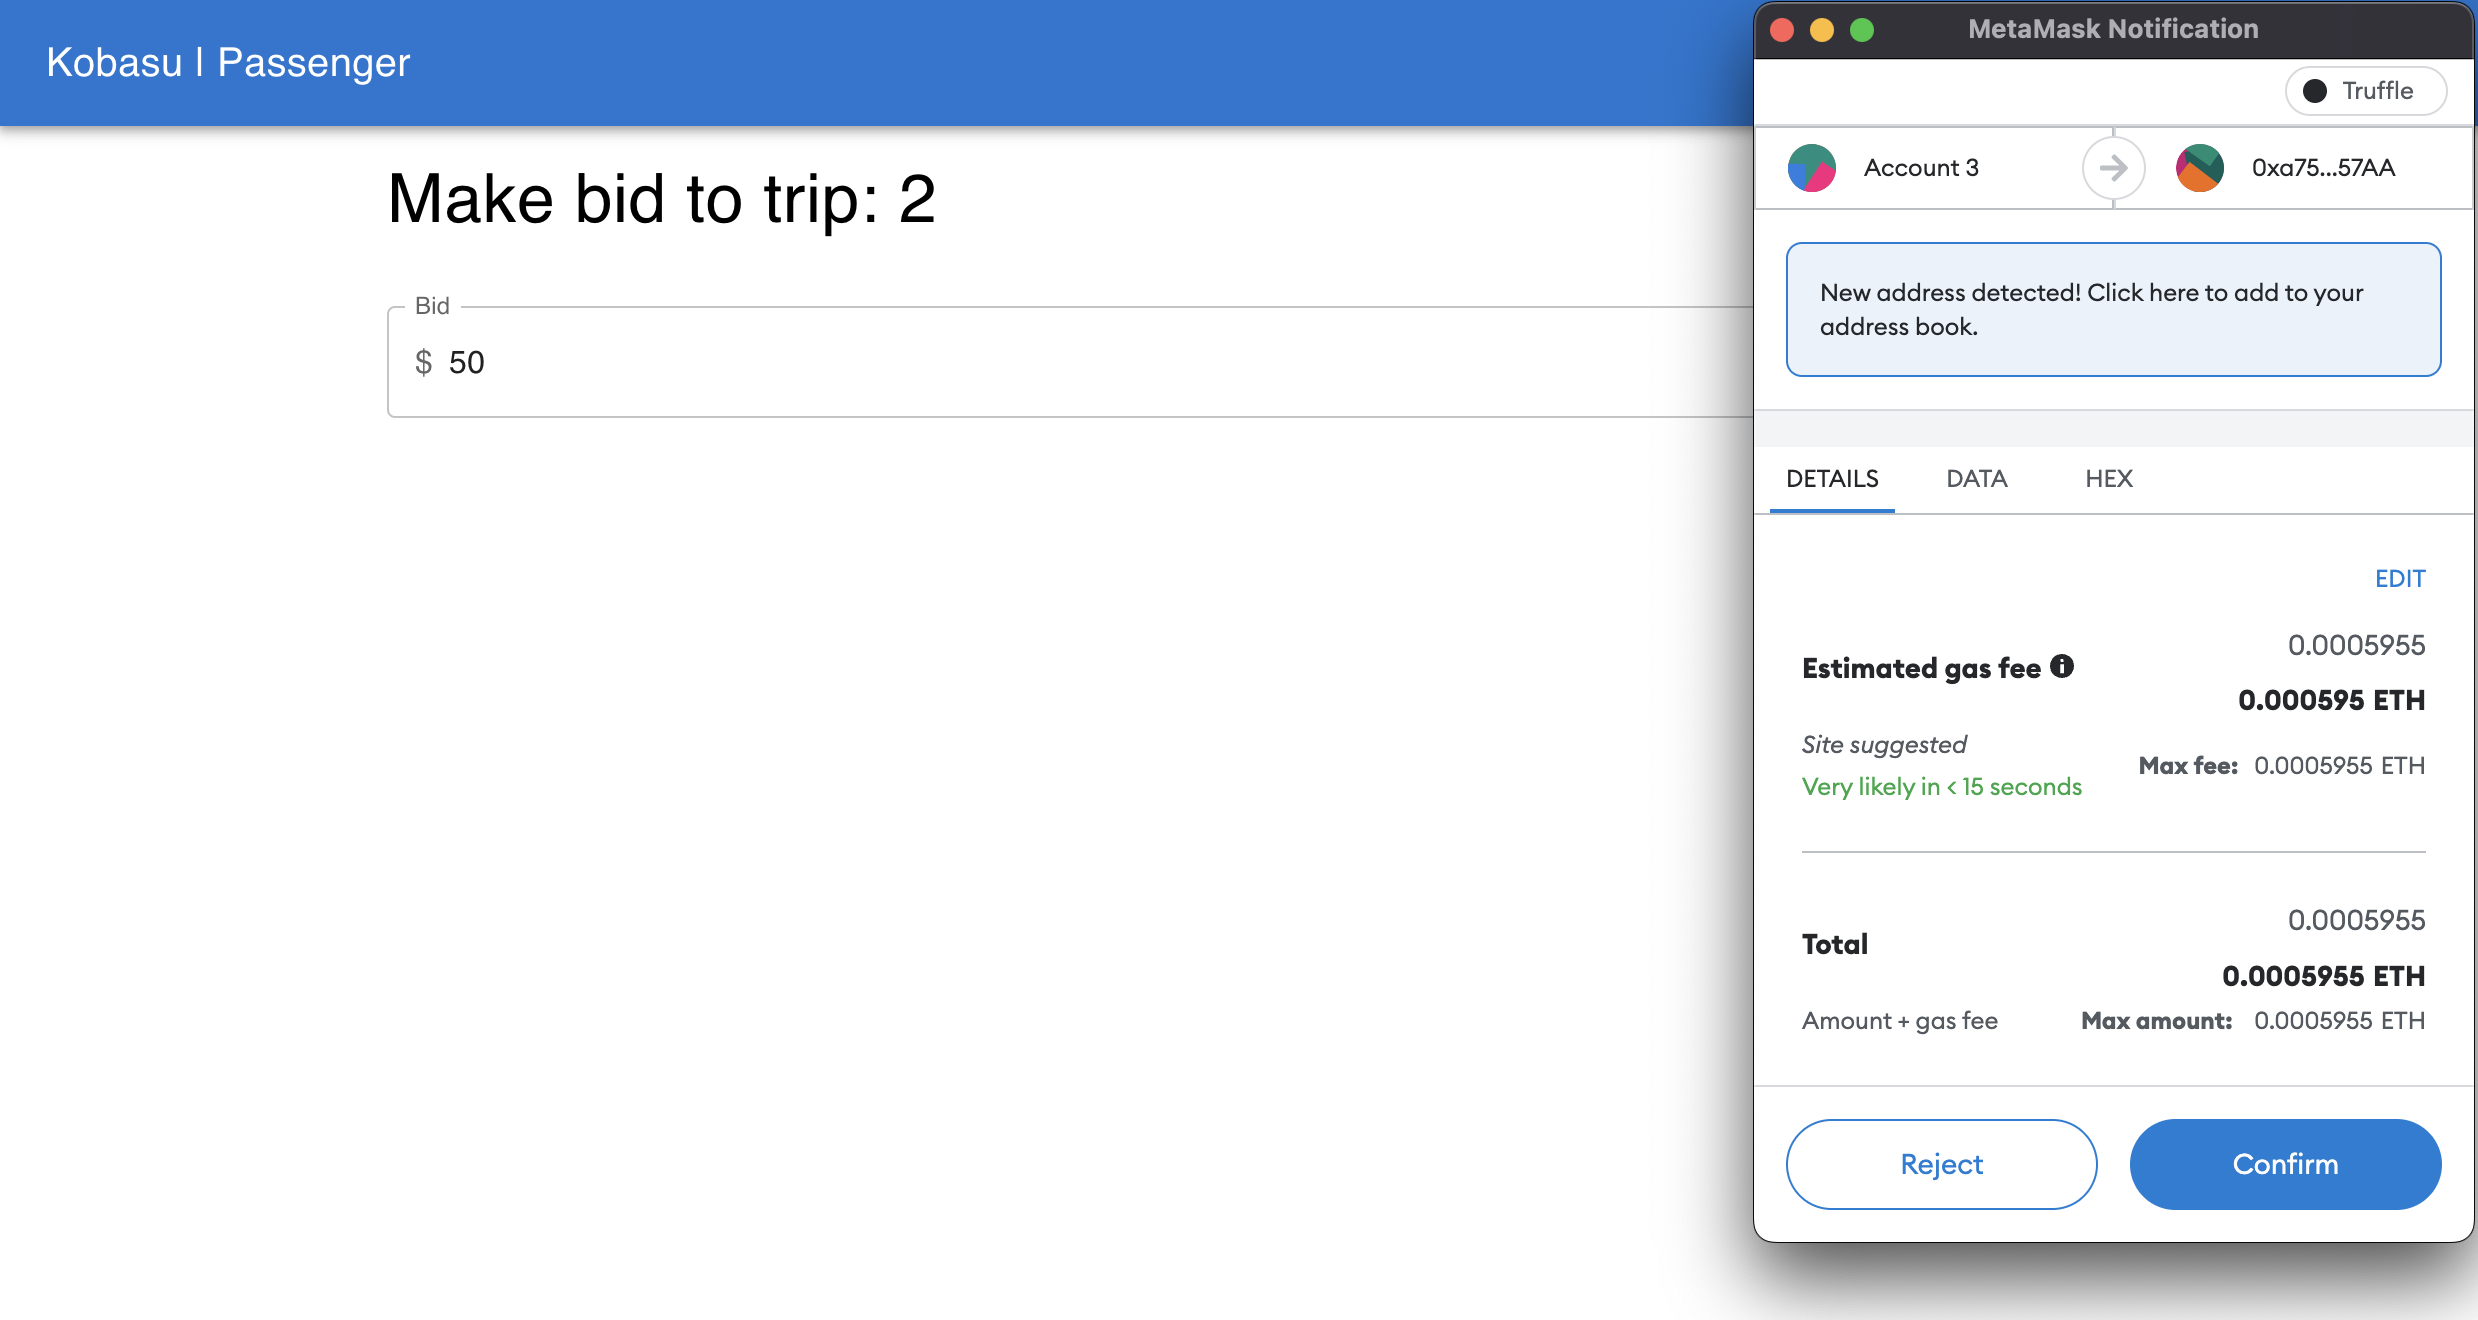 Kobasu | Passenger
Make bid to trip: 2
Bid
$ 50
MetaMask Notification
Truffle
Account 3
0xa75...57AA
New address detected! Click here to add to your
address book.
DETAILS
DATA
HEX
EDIT
0.0005955
Estimated gas fee
0.000595 ETH
Site suggested
Max fee: 0.0005955 ETH
Very likely in < 15 seconds
0.0005955
Total
0.0005955 ETH
Amount + gas fee
Max amount: 0.0005955 ETH
Reject
Confirm